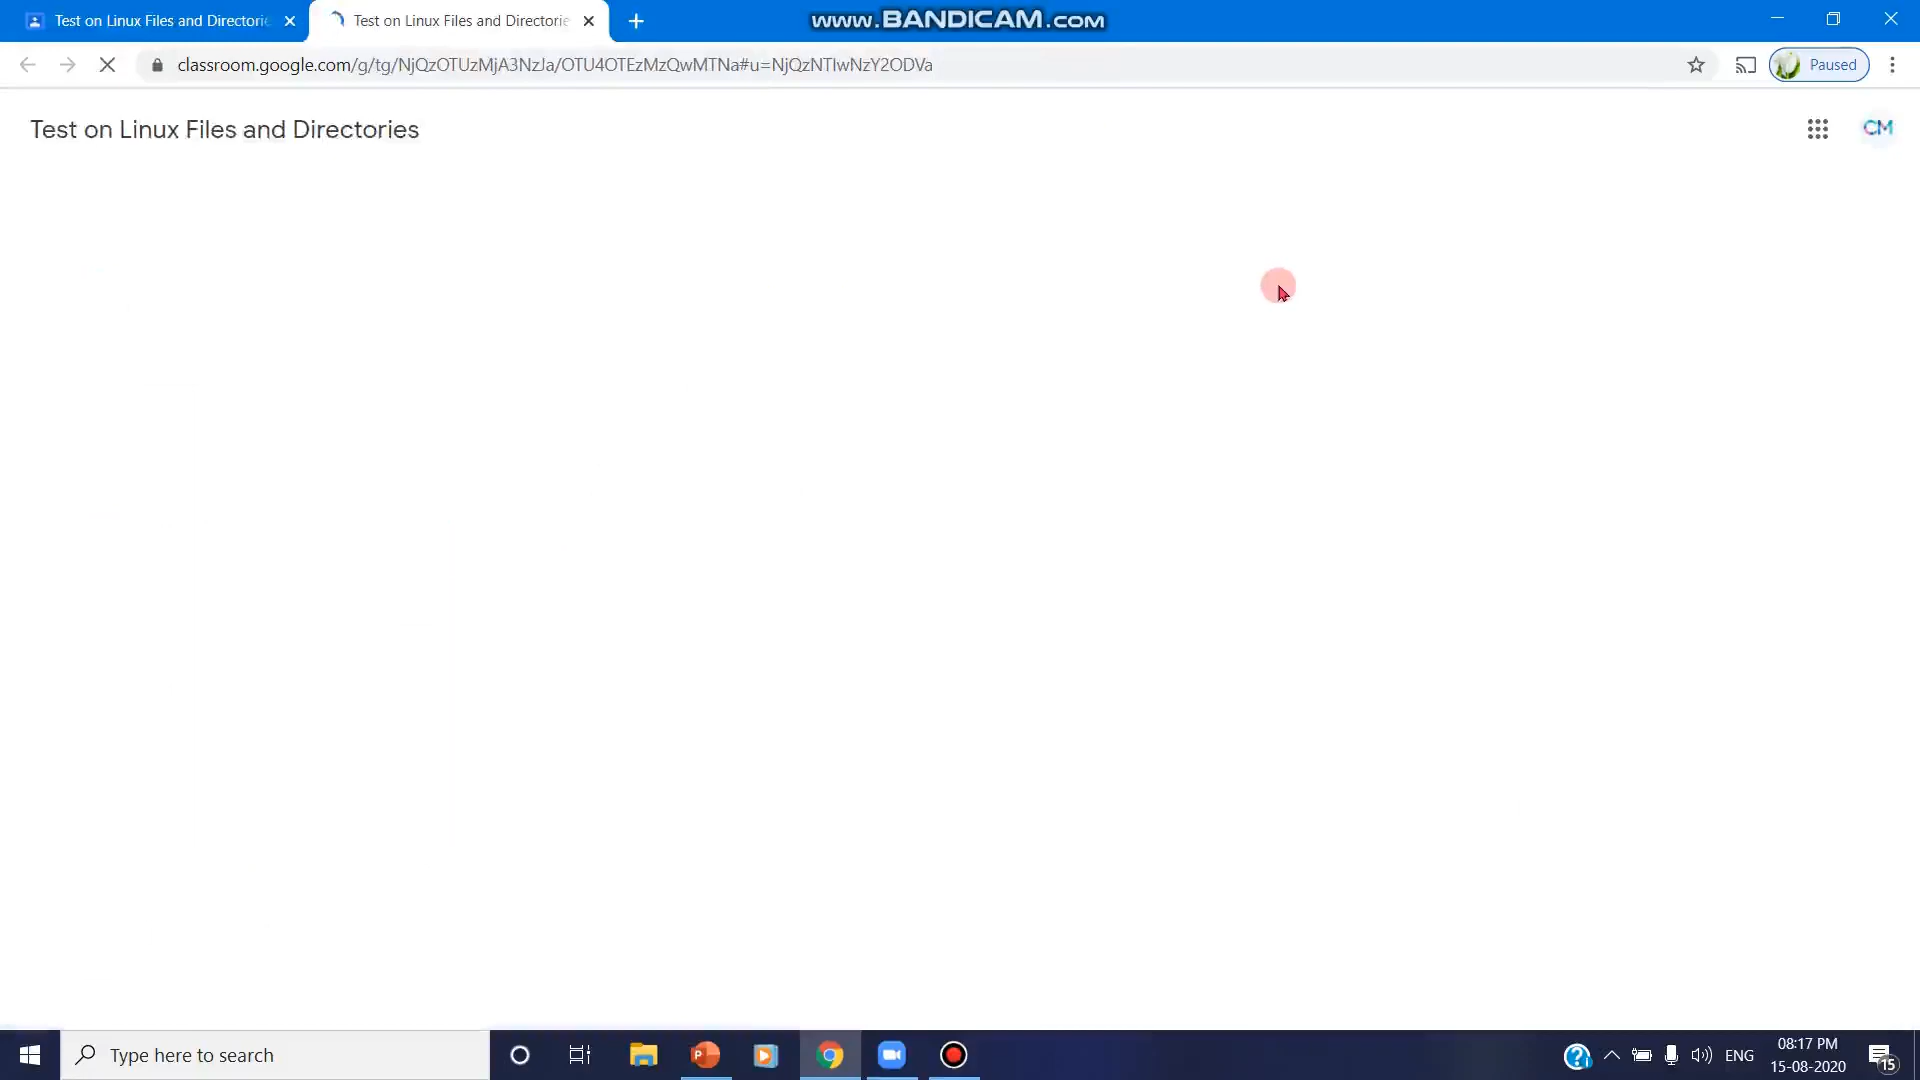 Test on Linux Files and Directorie
Test on Linux Files and Directorie
www.BANDICAM.com
classroom.google.com/g/tg/NjQzOTUzMjA3NzJa/OTU4OTEzMzQwMTNa#u=NjQzNTIwNzY2ODVa
Paused
Test on Linux Files and Directories
CM
Type here to search
ENG
08:17 PM
15-08-2020
15